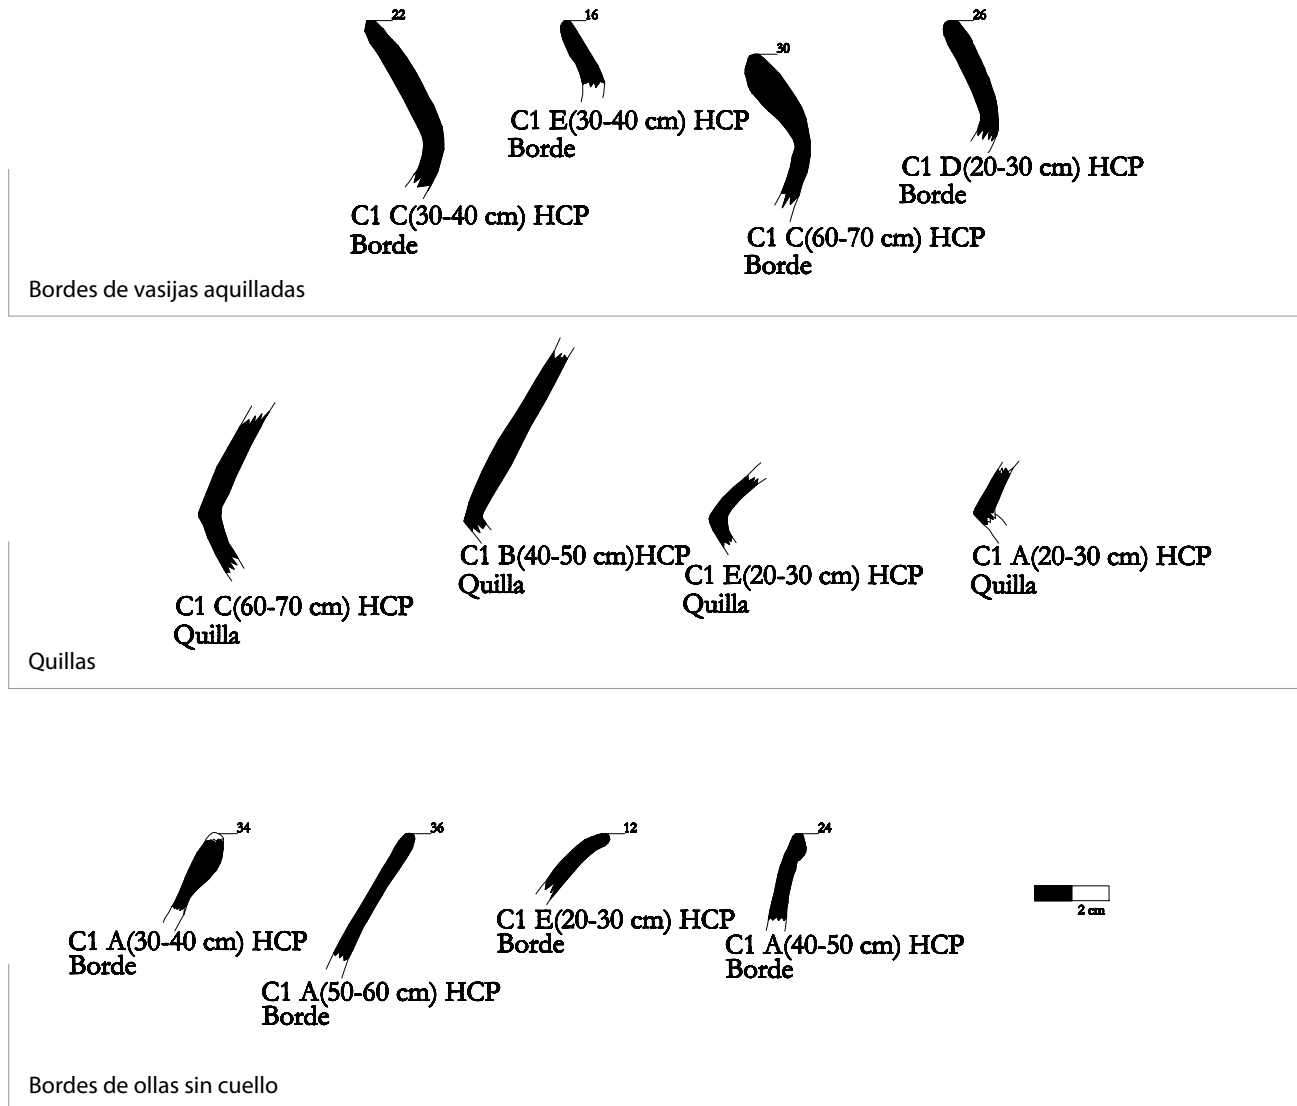 22
C1 C(30-40 cm) HCP
Borde
16
C1 E(30-40 cm) HCP
Borde
30
C1 C(60-70 cm) HCP
Borde
26
C1 D(20-30 cm) HCP
Borde
Bordes de vasijas aquilladas
C1 C(60-70 cm) HCP
Quilla
C1 B(40-50 cm)HCP
Quilla
C1 E(20-30 cm) HCP
Quilla
C1 A(20-30 cm) HCP
Quilla
Quillas
34
C1 A(30-40 cm) HCP
Borde
36
C1 A(50-60 cm) HCP
Borde
12
C1 E(20-30 cm) HCP
Borde
24
C1 A(40-50 cm) HCP
Borde
2 cm
Bordes de ollas sin cuello